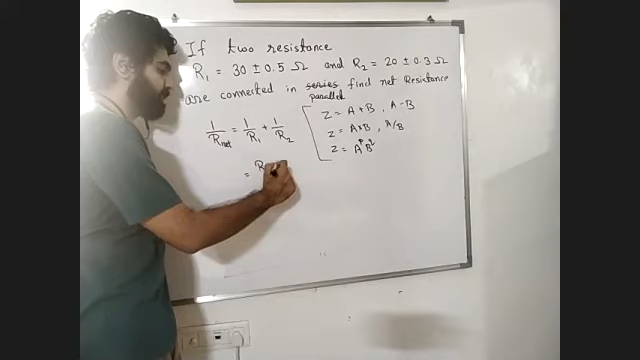 If two resistance
R₁ = 30 ± 0.5 Ω and R₂ = 20 ± 0.3 Ω
are connected in series find net Resistance
parallel
1/Rnet = 1/R₁ + 1/R₂
Z = A + B , A - B
Z = A×B , A/B
Z = A^p B^q
= R